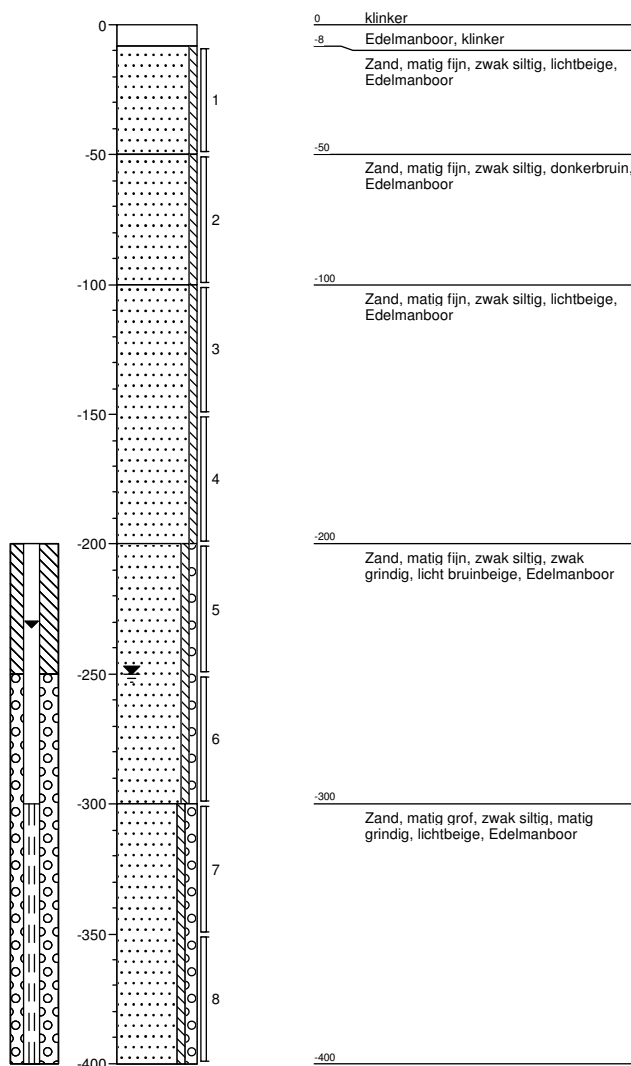 0
-50
-100
-150
-200
-250
-300
-350
-400
1
2
3
4
5
6
7
8
0 klinker
-8 Edelmanboor, klinker
Zand, matig fijn, zwak siltig, lichtbeige,
Edelmanboor
-50
Zand, matig fijn, zwak siltig, donkerbruin,
Edelmanboor
-100
Zand, matig fijn, zwak siltig, lichtbeige,
Edelmanboor
-200
Zand, matig fijn, zwak siltig, zwak
grindig, licht bruinbeige, Edelmanboor
-300
Zand, matig grof, zwak siltig, matig
grindig, lichtbeige, Edelmanboor
-400